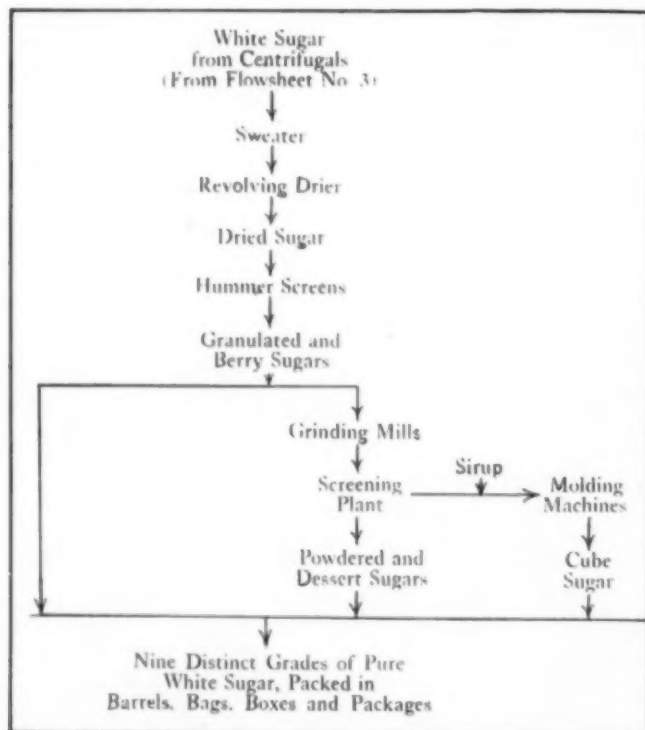 White Sugar
from Centrifugals
(From Flowsheet No. 3)
Sweater
Revolving Drier
Dried Sugar
Hummer Screens
Granulated and
Berry Sugars
Grinding Mills
Sirup
Screening
Plant
Molding
Machines
Powdered and
Dessert Sugars
Cube
Sugar
Nine Distinct Grades of Pure
White Sugar, Packed in
Barrels, Bags, Boxes and Packages